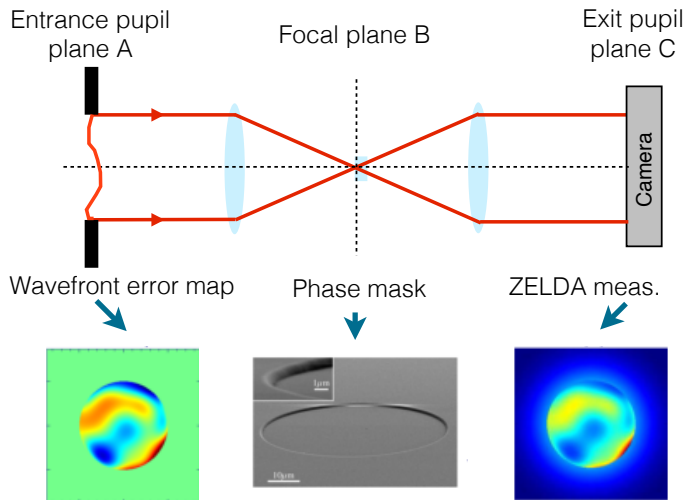 Entrance pupil
plane A
Focal plane B
Exit pupil
plane C
Camera
Wavefront error map
Phase mask
ZELDA meas.
1µm
10µm